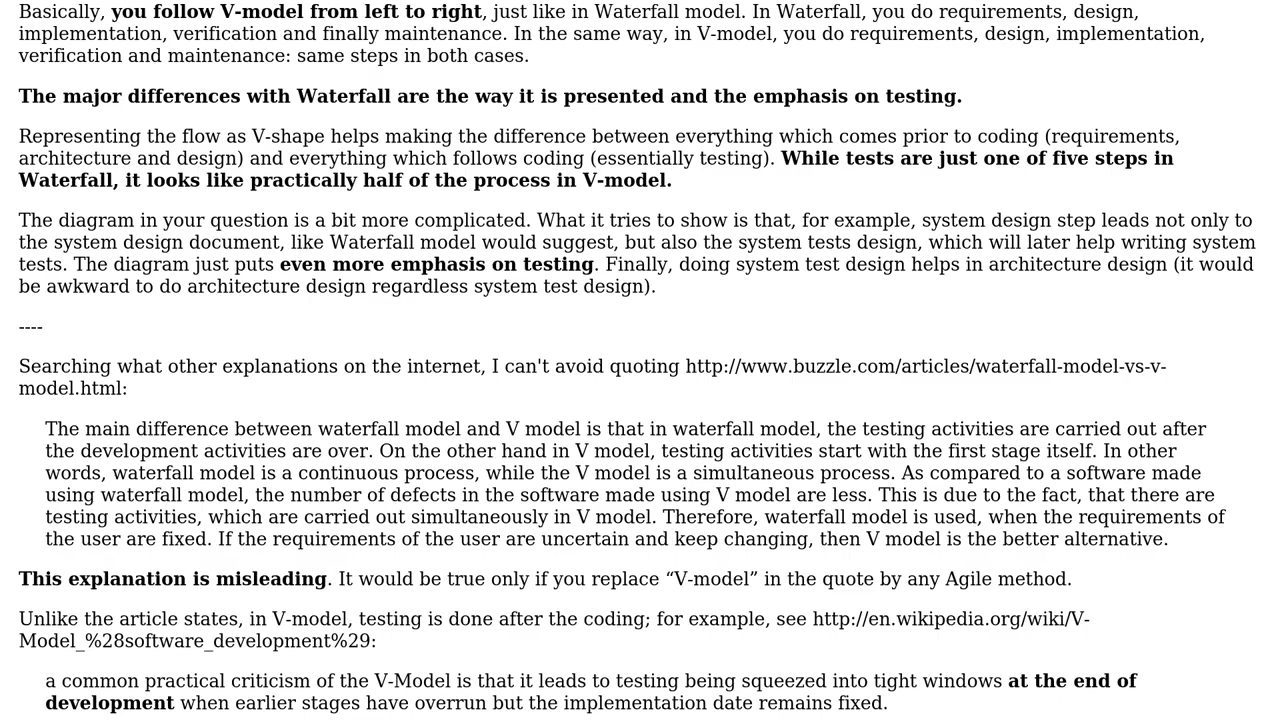 Basically, you follow V-model from left to right, just like in Waterfall model. In Waterfall, you do requirements, design,
implementation, verification and finally maintenance. In the same way, in V-model, you do requirements, design, implementation,
verification and maintenance: same steps in both cases.
The major differences with Waterfall are the way it is presented and the emphasis on testing.
Representing the flow as V-shape helps making the difference between everything which comes prior to coding (requirements,
architecture and design) and everything which follows coding (essentially testing). While tests are just one of five steps in
Waterfall, it looks like practically half of the process in V-model.
The diagram in your question is a bit more complicated. What it tries to show is that, for example, system design step leads not only to
the system design document, like Waterfall model would suggest, but also the system tests design, which will later help writing system
tests. The diagram just puts even more emphasis on testing. Finally, doing system test design helps in architecture design (it would
be awkward to do architecture design regardless system test design).
----
Searching what other explanations on the internet, I can't avoid quoting http://www.buzzle.com/articles/waterfall-model-vs-v-
model.html:
The main difference between waterfall model and V model is that in waterfall model, the testing activities are carried out after
the development activities are over. On the other hand in V model, testing activities start with the first stage itself. In other
words, waterfall model is a continuous process, while the V model is a simultaneous process. As compared to a software made
using waterfall model, the number of defects in the software made using V model are less. This is due to the fact, that there are
testing activities, which are carried out simultaneously in V model. Therefore, waterfall model is used, when the requirements of
the user are fixed. If the requirements of the user are uncertain and keep changing, then V model is the better alternative.
This explanation is misleading. It would be true only if you replace “V-model” in the quote by any Agile method.
Unlike the article states, in V-model, testing is done after the coding; for example, see http://en.wikipedia.org/wiki/V-
Model_%28software_development%29:
a common practical criticism of the V-Model is that it leads to testing being squeezed into tight windows at the end of
development when earlier stages have overrun but the implementation date remains fixed.